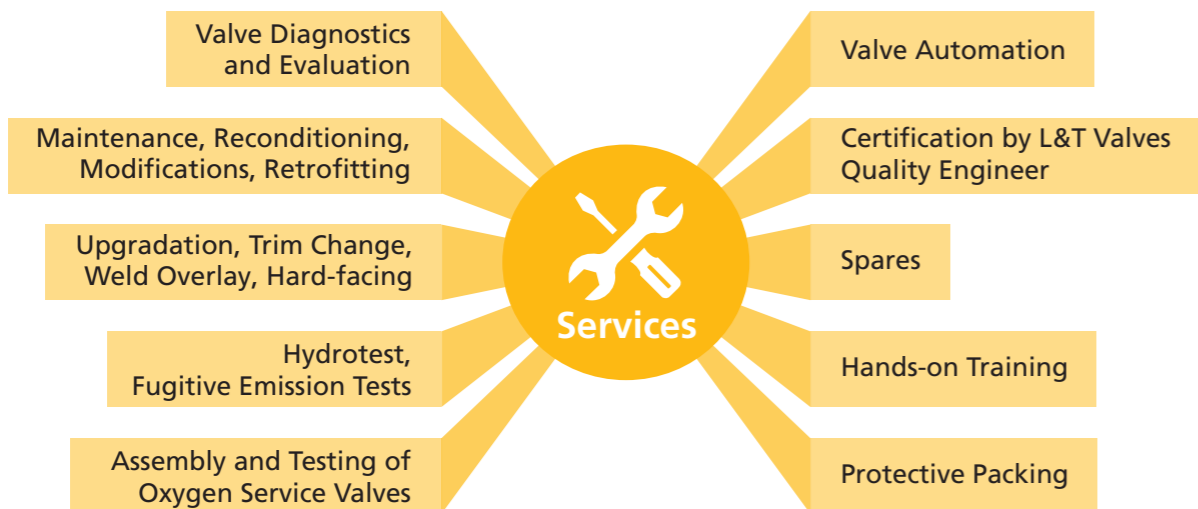 Valve Diagnostics
and Evaluation
Maintenance, Reconditioning,
Modifications, Retrofitting
Upgradation, Trim Change,
Weld Overlay, Hard-facing
Hydrotest,
Fugitive Emission Tests
Assembly and Testing of
Oxygen Service Valves
Services
Valve Automation
Certification by L&T Valves
Quality Engineer
Spares
Hands-on Training
Protective Packing